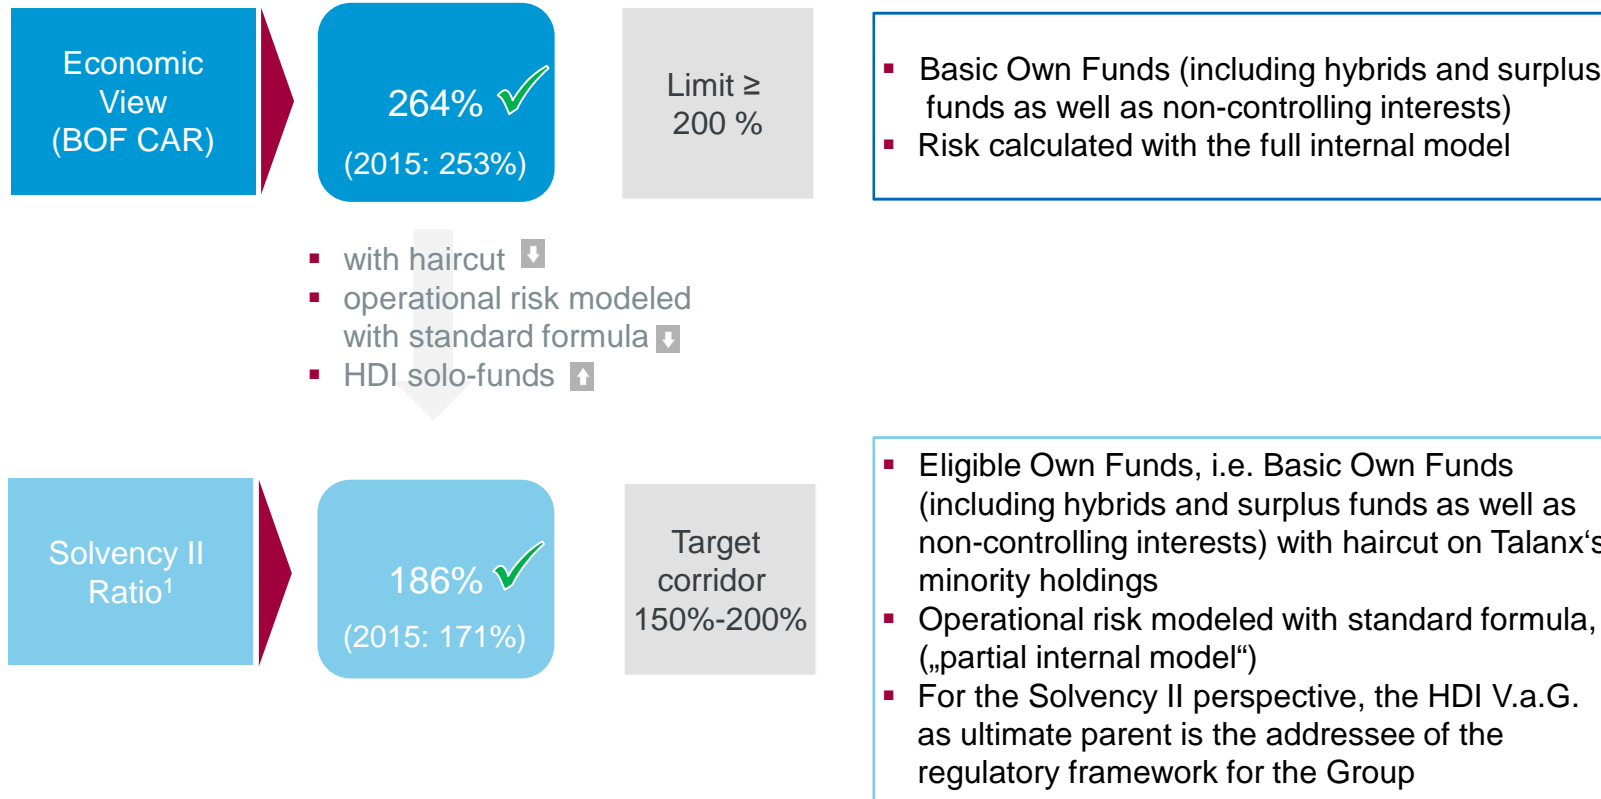 Economic
View
(BOF CAR)
264%
(2015: 253%)
Limit ≥
200 %
▪ Basic Own Funds (including hybrids and surplus
funds as well as non-controlling interests)
▪ Risk calculated with the full internal model
▪ with haircut
▪ operational risk modeled
with standard formula
▪ HDI solo-funds
Solvency II
Ratio¹
186%
(2015: 171%)
Target
corridor
150%-200%
▪ Eligible Own Funds, i.e. Basic Own Funds
(including hybrids and surplus funds as well as
non-controlling interests) with haircut on Talanx‘s
minority holdings
▪ Operational risk modeled with standard formula,
(„partial internal model“)
▪ For the Solvency II perspective, the HDI V.a.G.
as ultimate parent is the addressee of the
regulatory framework for the Group